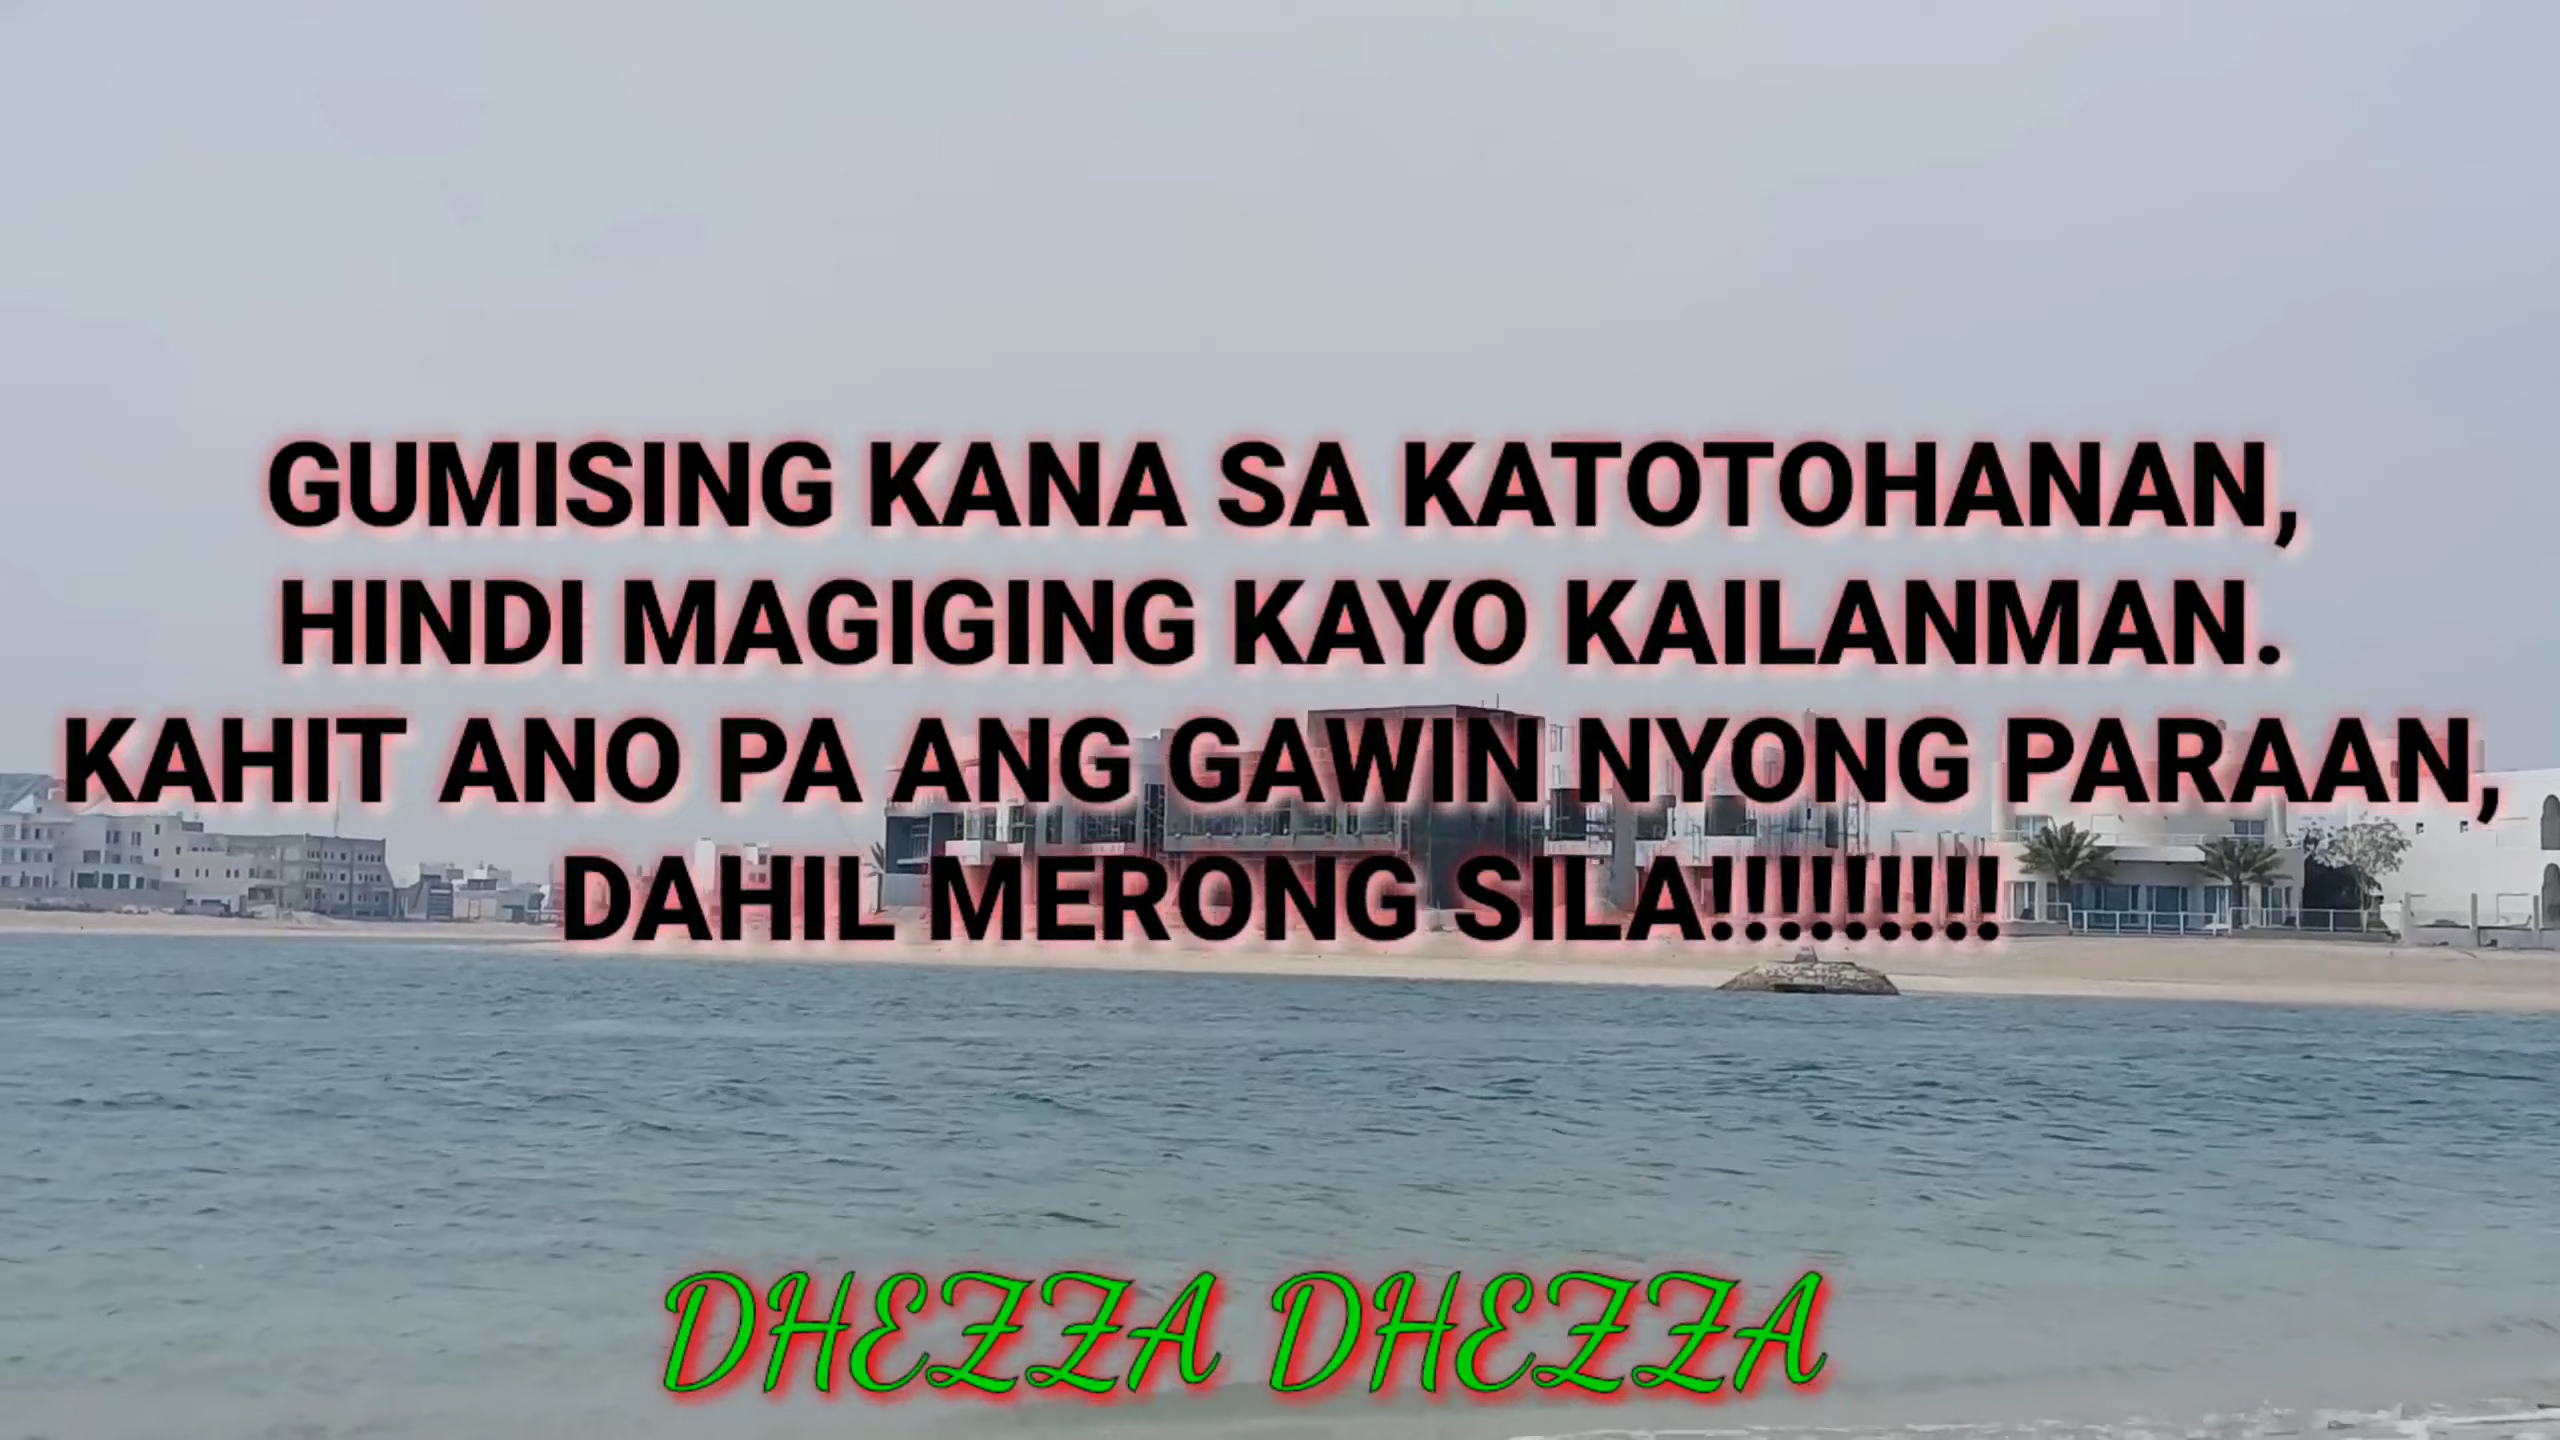 GUMISING KANA SA KATOTOHANAN,
HINDI MAGIGING KAYO KAILANMAN.
KAHIT ANO PA ANG GAWIN NYONG PARAAN,
DAHIL MERONG SILA!!!!!!!!!
DHEZZA DHEZZA